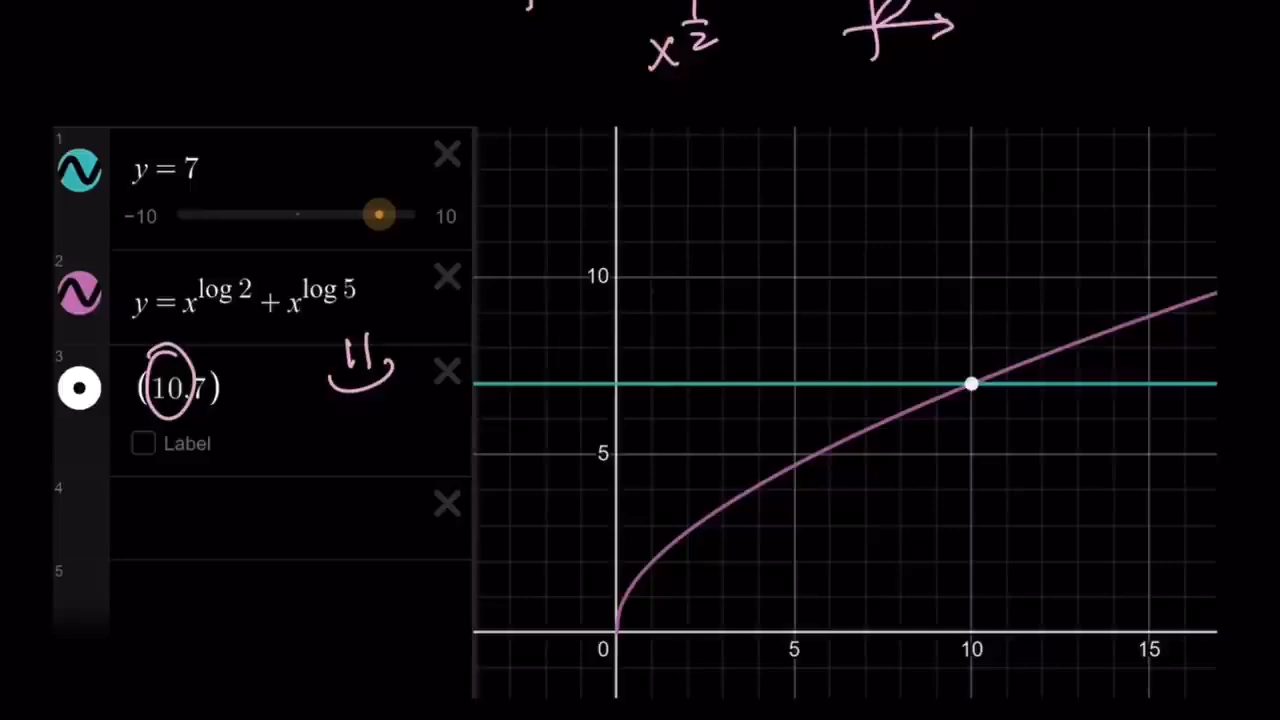 x^{1/2}
1
y = 7
−10 10
2
y = x^{log 2} + x^{log 5}
3
(10,7)
Label
4
5
10
5
0 5 10 15